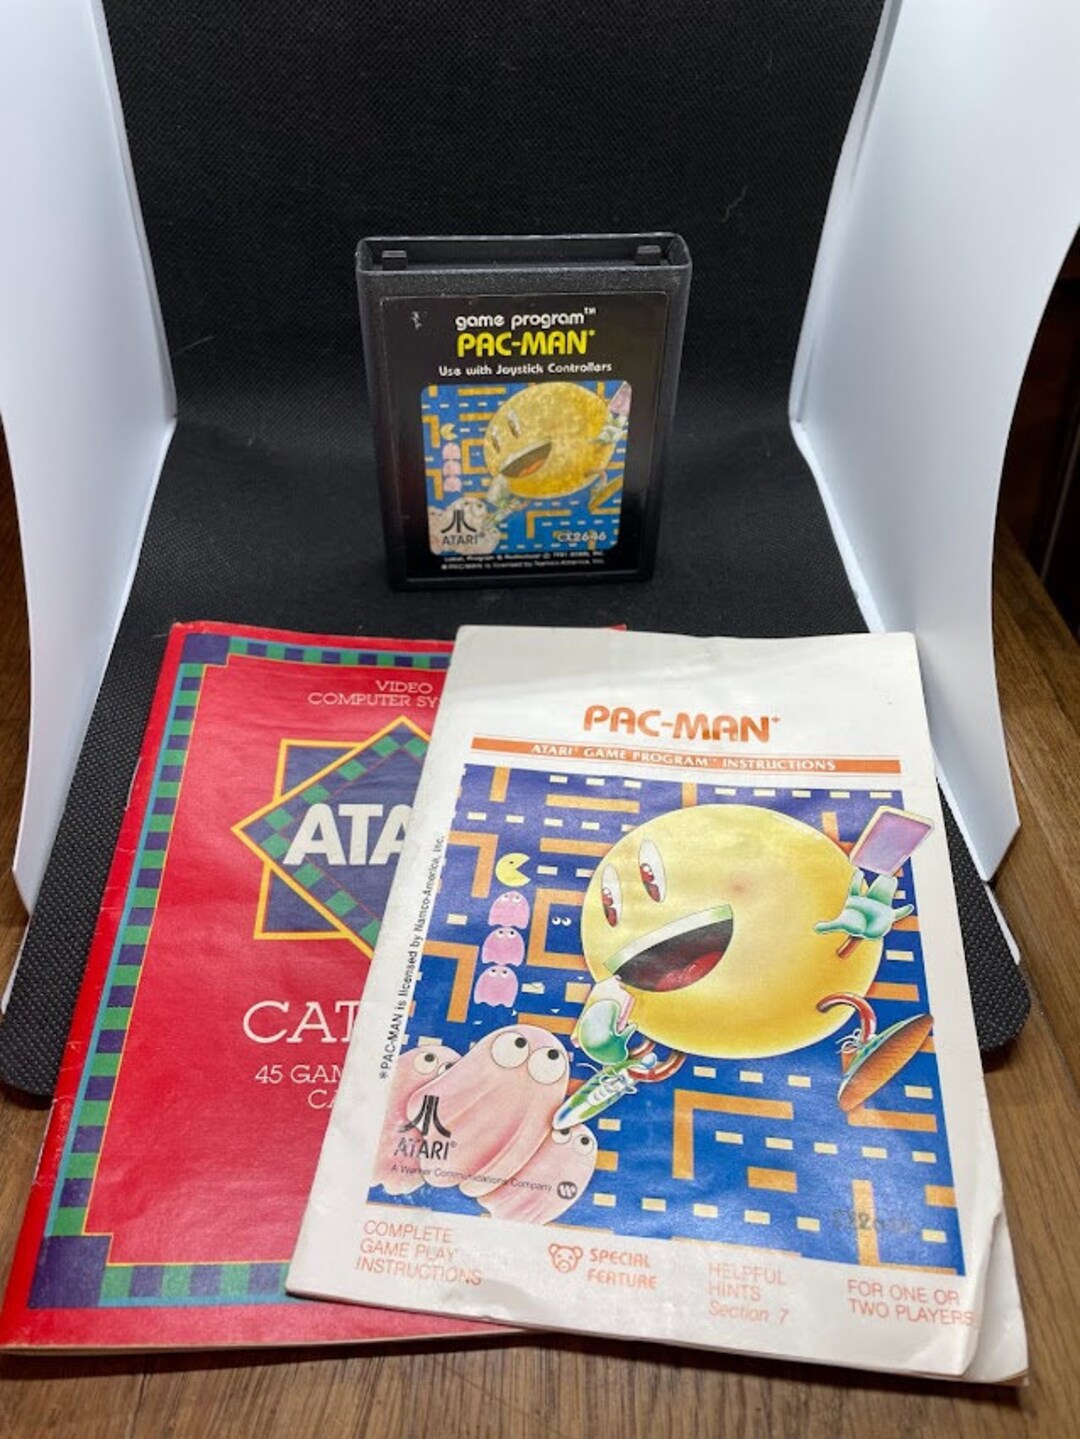 game program™
PAC-MAN*
Use with Joystick Controllers
ATARI®
CX2646
VIDEO
COMPUTER SY
ATA
CAT
45 GAM
CA
PAC-MAN*
ATARI® GAME PROGRAM™ INSTRUCTIONS
*PAC-MAN is licensed by Namco-America, Inc.
ATARI®
A Warner Communications Company
COMPLETE
GAME PLAY
INSTRUCTIONS
SPECIAL
FEATURE
HELPFUL
HINTS
Section 7
FOR ONE OR
TWO PLAYERS